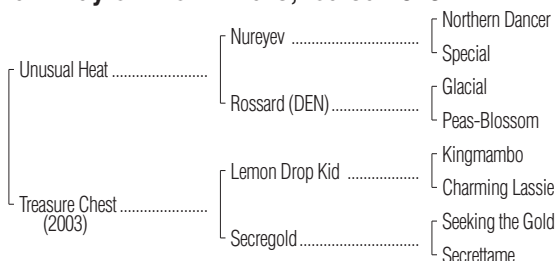 Northern Dancer
Nureyev
Special
Unusual Heat
Glacial
Rossard (DEN)
Peas-Blossom
Kingmambo
Lemon Drop Kid
Charming Lassie
Treasure Chest
(2003)
Seeking the Gold
Secregold
Secrettame